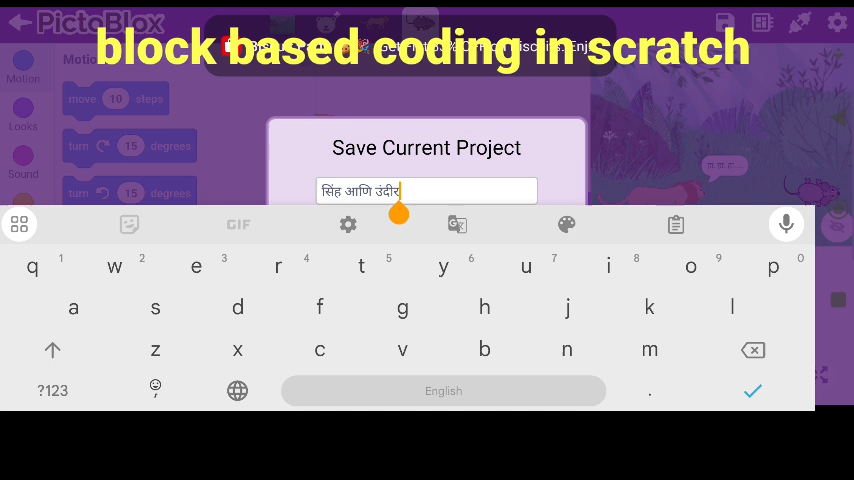 PictoBlox
block based coding in scratch
Motion
Looks
Sound
move 10 steps
turn 15 degrees
turn 15 degrees
Save Current Project
सिंह आणि उंदीर
GIF
q 1 w 2 e 3 r 4 t 5 y 6 u 7 i 8 o 9 p 0
a s d f g h j k l
z x c v b n m
?123 , English .